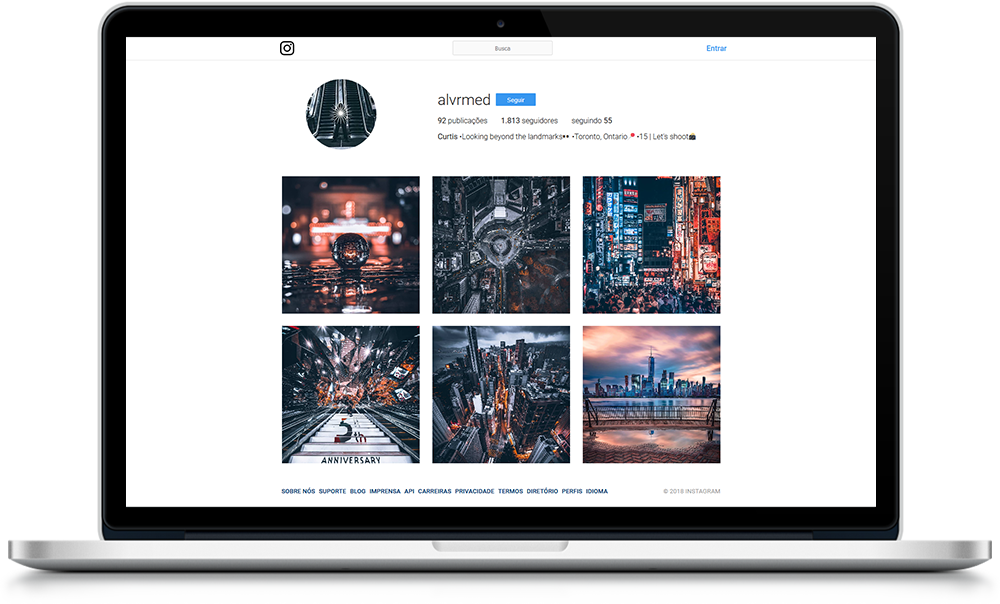 Busca
Entrar
alvrmed Seguir
92 publicações 1.813 seguidores seguindo 55
Curtis •Looking beyond the landmarks•• •Toronto, Ontario📍•15 | Let's shoot📷
5th
ANNIVERSARY
SOBRE NÓS SUPORTE BLOG IMPRENSA API CARREIRAS PRIVACIDADE TERMOS DIRETÓRIO PERFIS IDIOMA
© 2018 INSTAGRAM